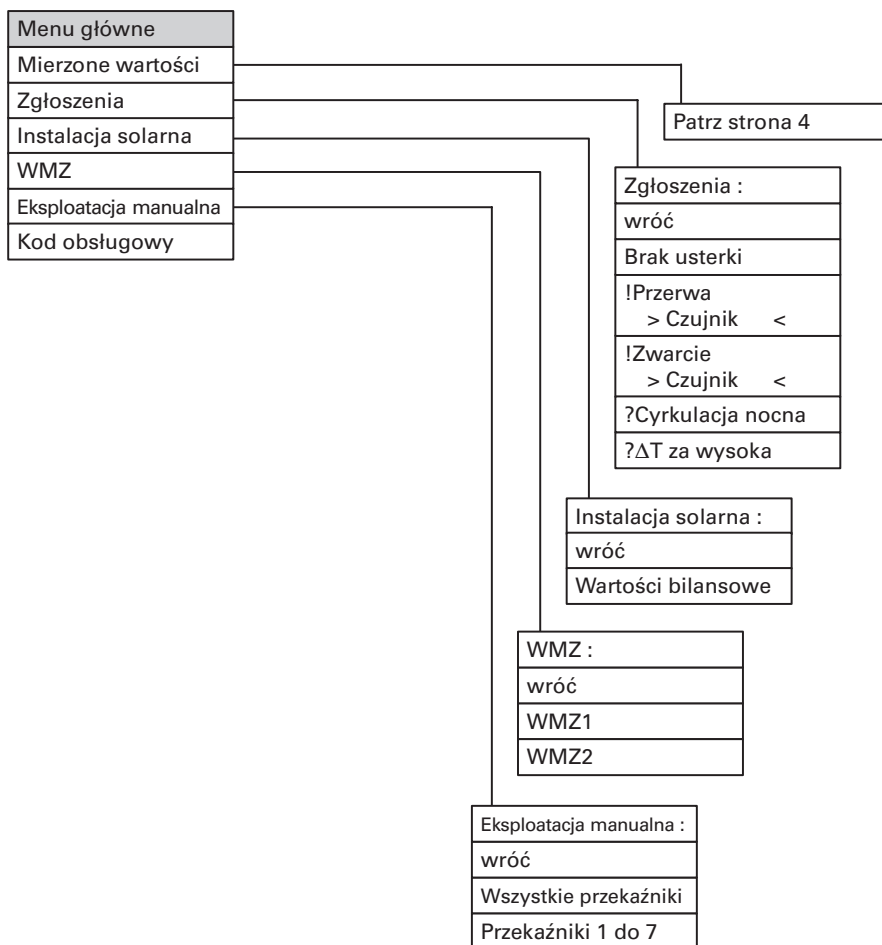 Menu główne
Mierzone wartości
Zgłoszenia
Instalacja solarna
WMZ
Eksploatacja manualna
Kod obsługowy
Patrz strona 4
Zgłoszenia :
wróć
Brak usterki
!Przerwa
> Czujnik <
!Zwarcie
> Czujnik <
?Cyrkulacja nocna
?ΔT za wysoka
Instalacja solarna :
wróć
Wartości bilansowe
WMZ :
wróć
WMZ1
WMZ2
Eksploatacja manualna :
wróć
Wszystkie przekaźniki
Przekaźniki 1 do 7